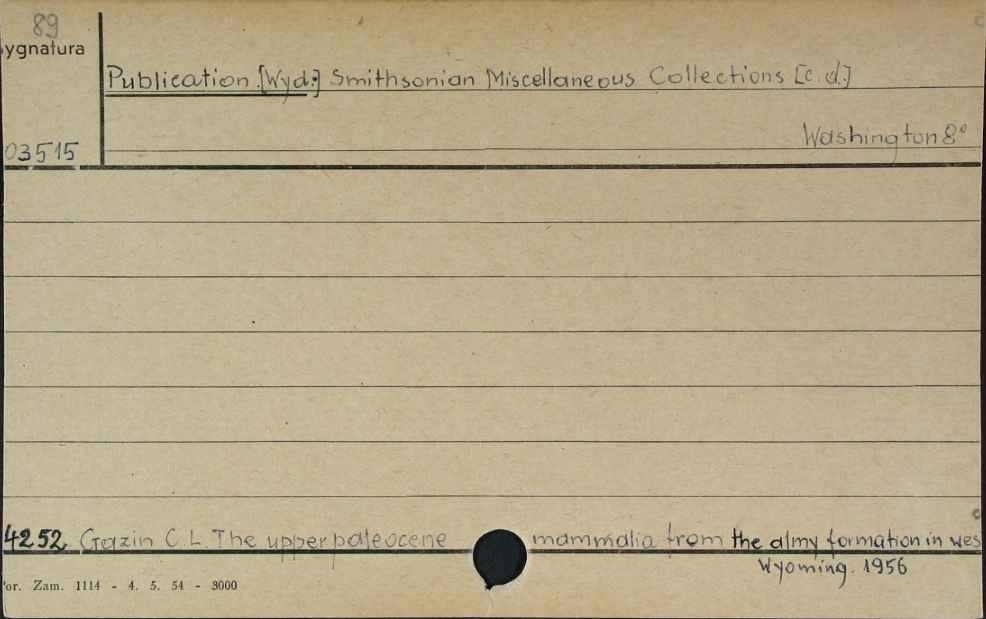 89
ygnatura
Publication [Wyd:] Smithsonian Miscellaneous Collections [c.d.]
Washington 8°
03515
4252. Gazin C. L. The upper paleocene mammalia from the almy formation in wes
Wyoming. 1956
or. Zam. 1114 - 4. 5. 54 - 3000